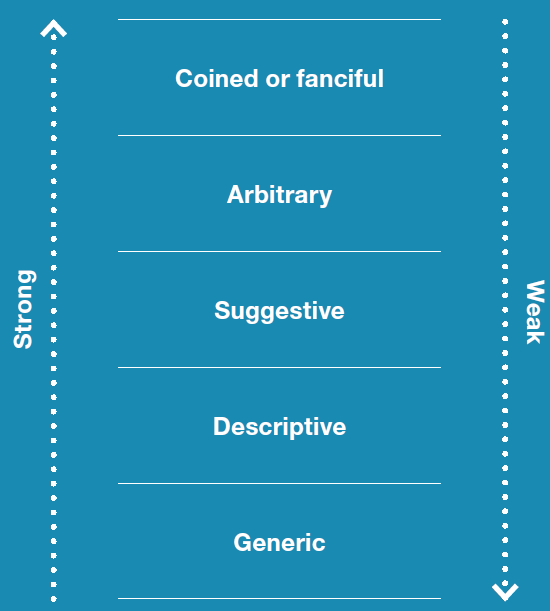 Coined or fanciful
Arbitrary
Suggestive
Descriptive
Generic
Strong
Weak